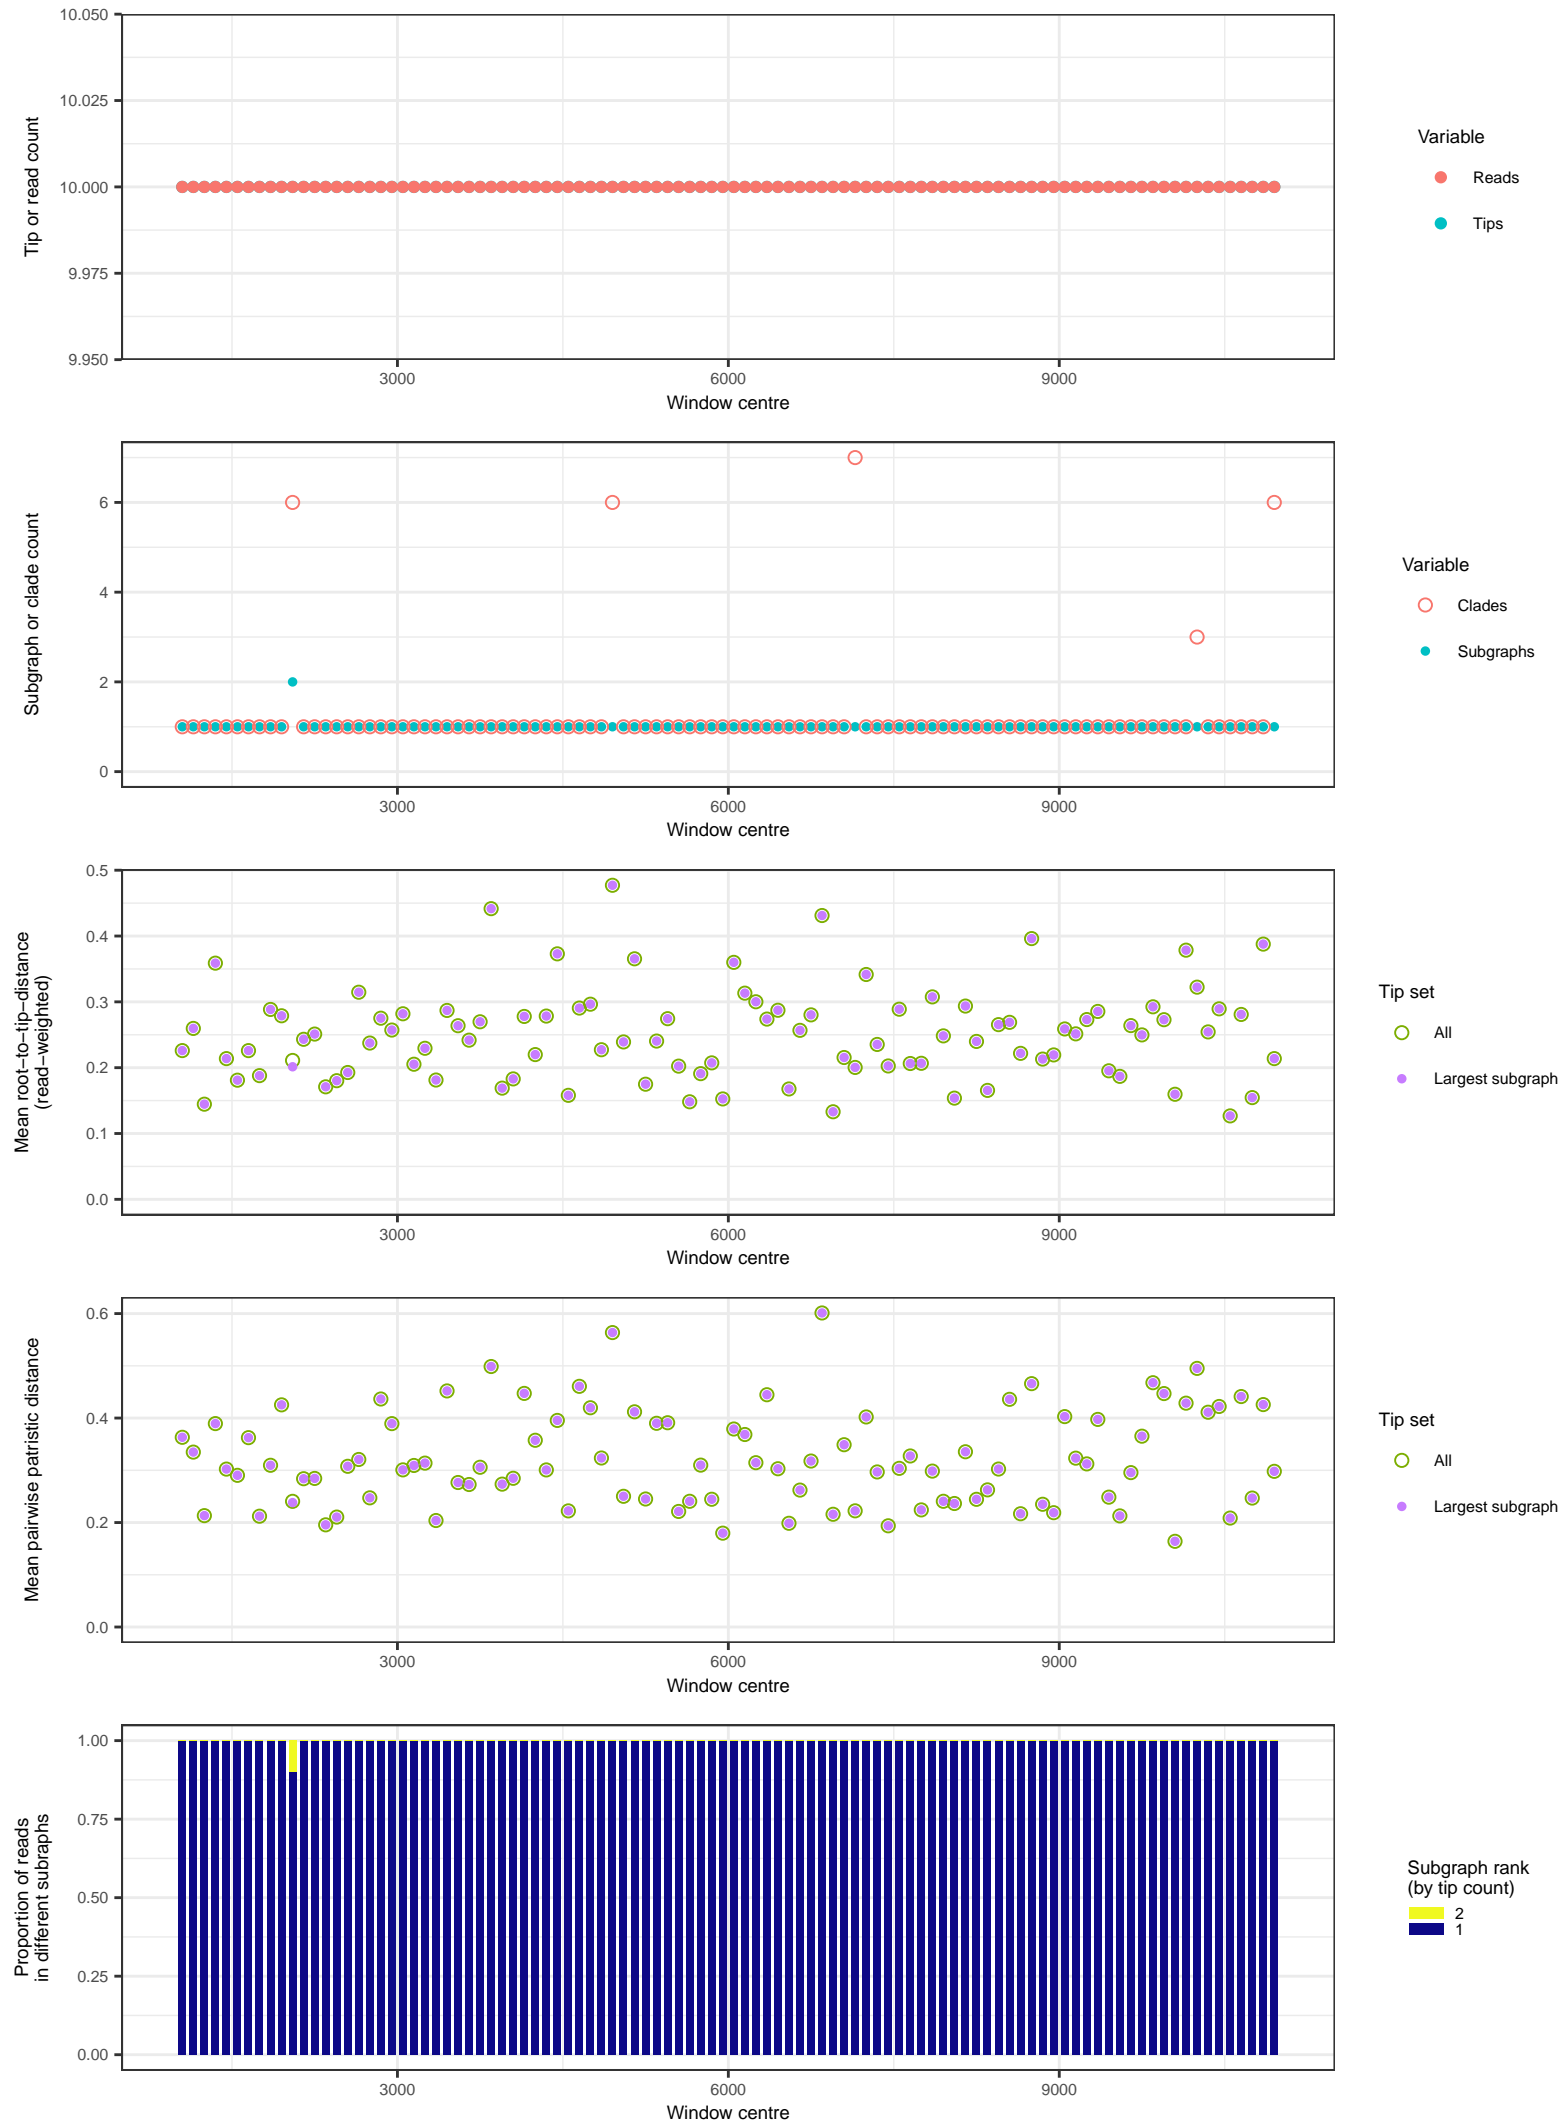 10.050
10.025
10.000
9.975
9.950
Tip or read count
3000 6000 9000
Window centre
Variable
Reads
Tips
6
4
2
0
Subgraph or clade count
3000 6000 9000
Window centre
Variable
Clades
Subgraphs
0.5
0.4
0.3
0.2
0.1
0.0
Mean root−to−tip−distance
(read−weighted)
3000 6000 9000
Window centre
Tip set
All
Largest subgraph
0.6
0.4
0.2
0.0
Mean pairwise patristic distance
3000 6000 9000
Window centre
Tip set
All
Largest subgraph
1.00
0.75
0.50
0.25
0.00
Proportion of reads
in different subraphs
3000 6000 9000
Window centre
Subgraph rank
(by tip count)
2
1